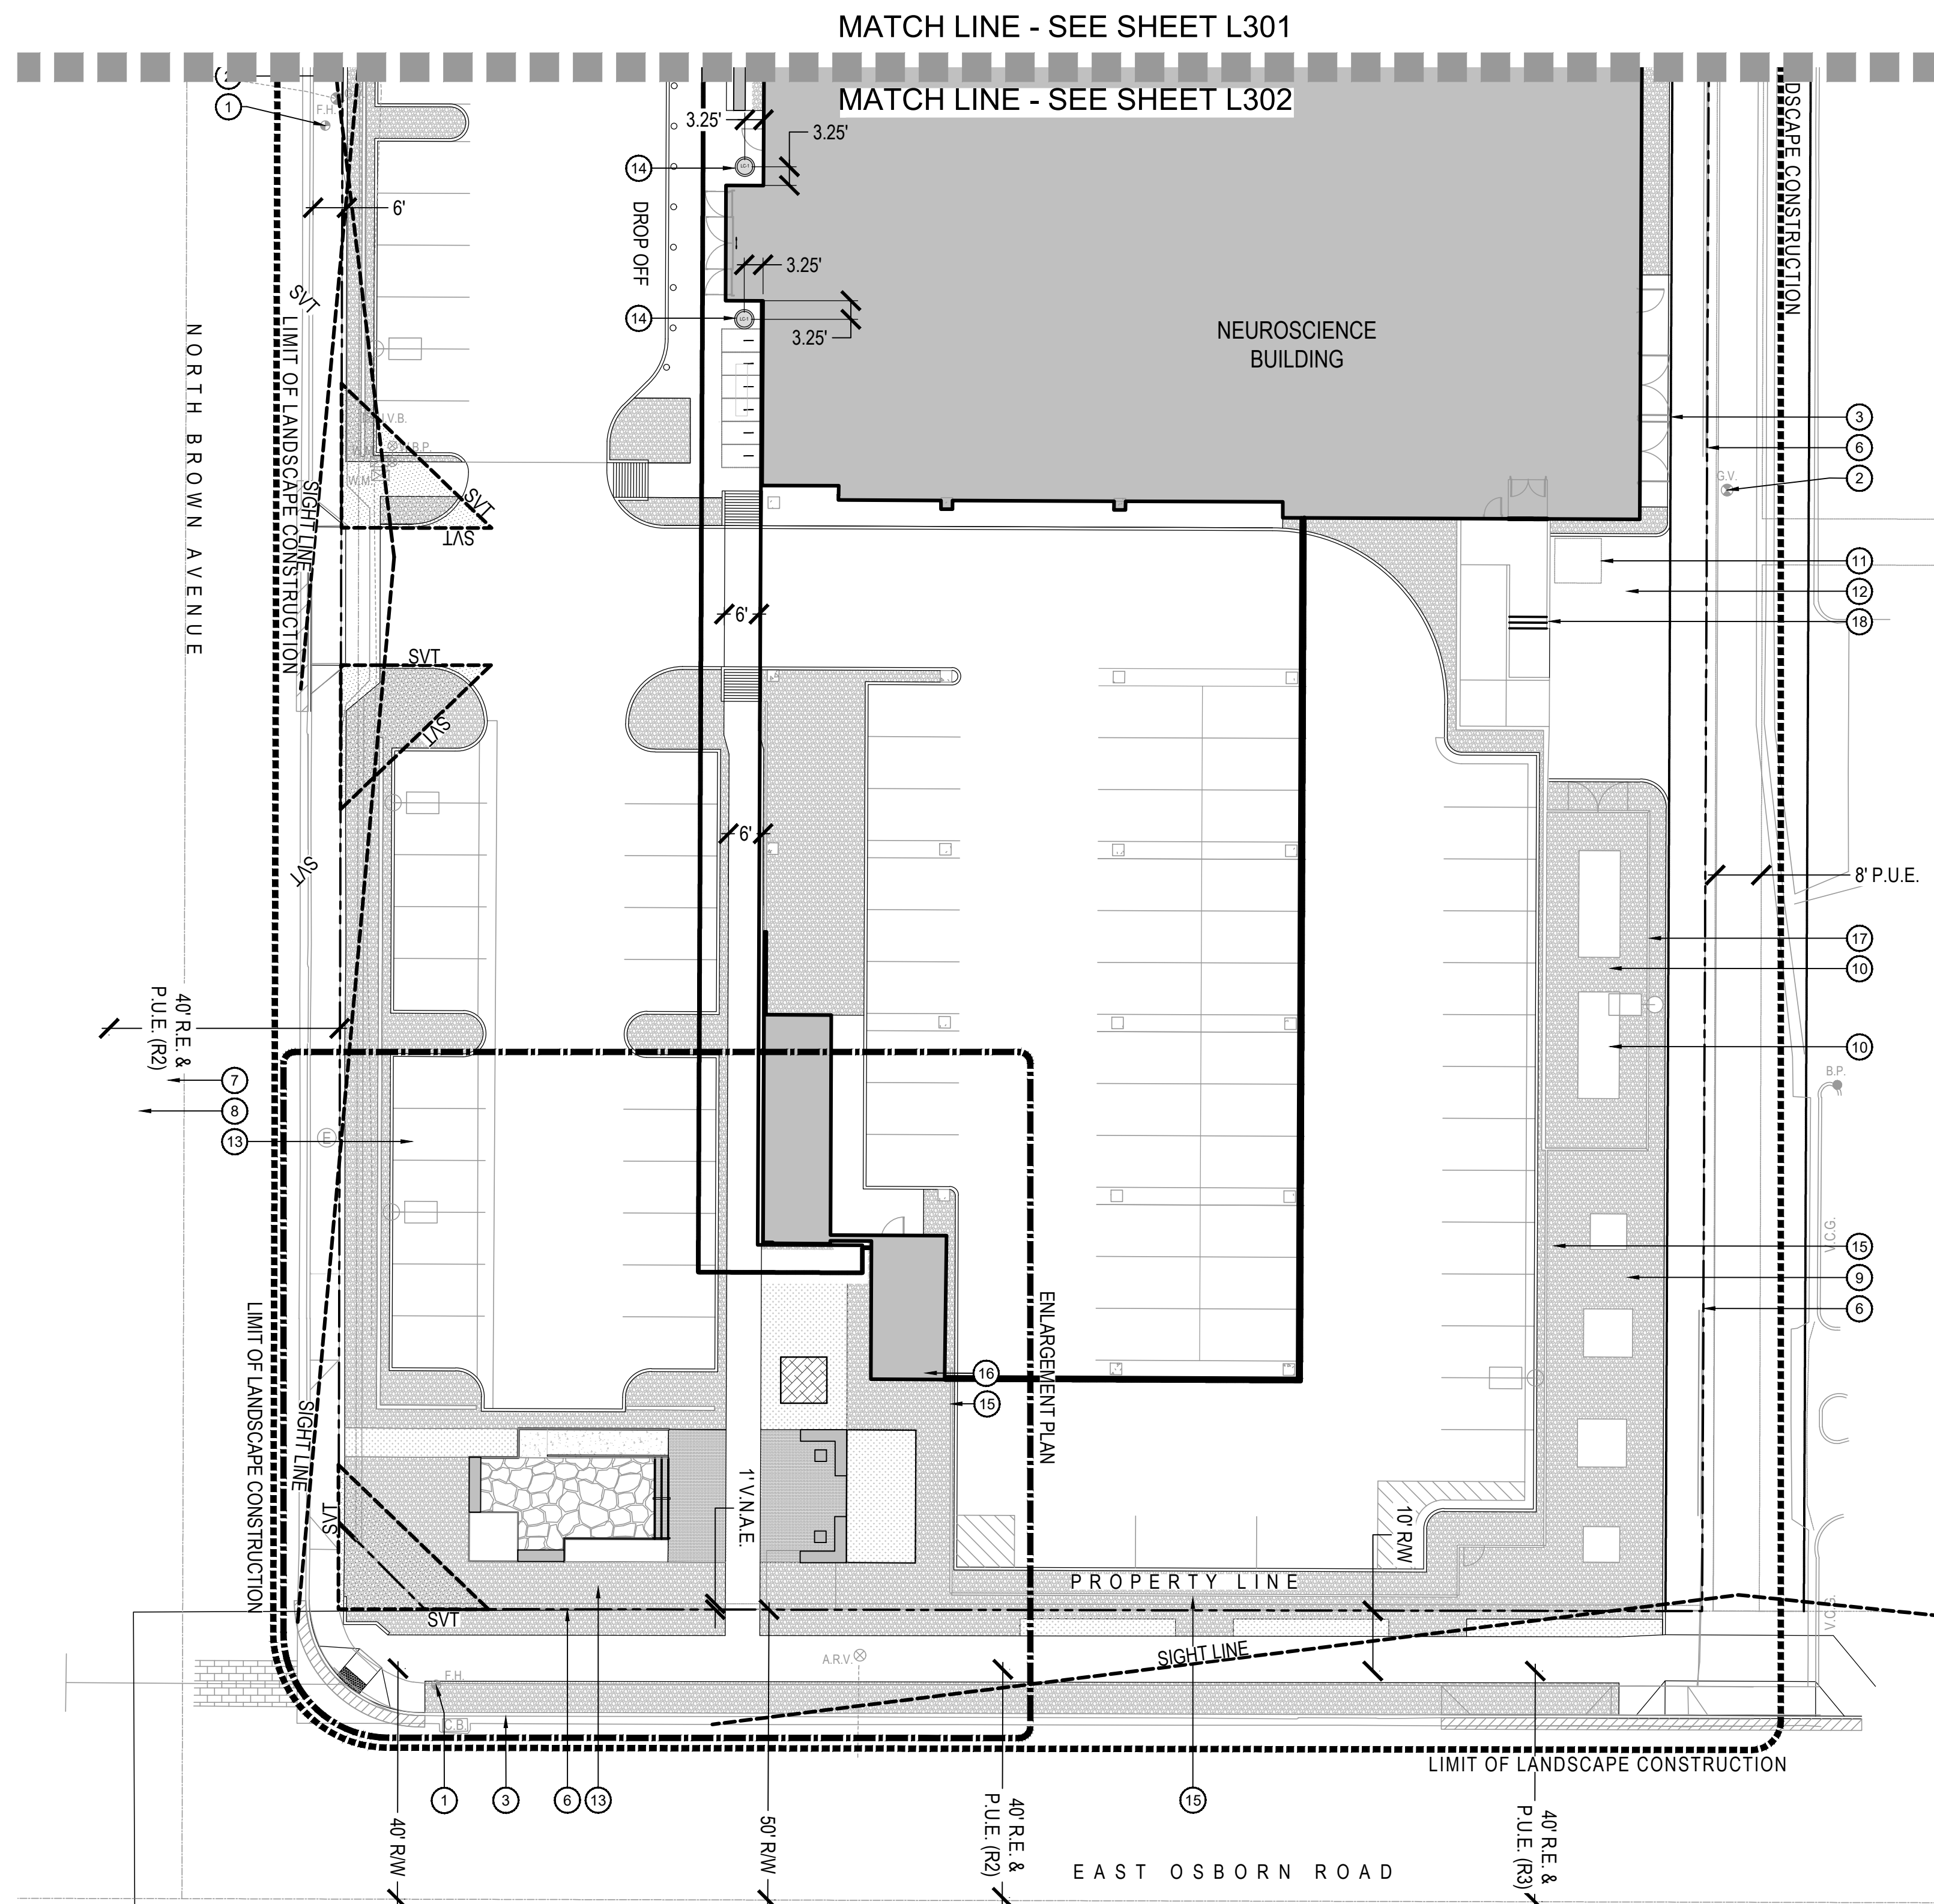 MATCH LINE - SEE SHEET L301
MATCH LINE - SEE SHEET L302
2
1
F.H.
3.25'
3.25'
14
LC-1
6'
DROP OFF
3.25'
14
LC-1
3.25'
SVT
NEUROSCIENCE
BUILDING
NORTH BROWN AVENUE
LIMIT OF LANDSCAPE CONSTRUCTION
SIGHT LINE
DSCAPE CONSTRUCTION
V.B.
B.P.
W.M.
W.M.
SVT
SVT
3
6
G.V.
2
11
12
18
6'
SVT
SVT
SVT
6'
8' P.U.E.
17
10
10
40' R.E. &
P.U.E. (R2)
7
8
13
E
B.P.
V.C.G.
15
9
6
LIMIT OF LANDSCAPE CONSTRUCTION
SIGHT LINE
ENLARGEMENT PLAN
16
15
1' V.N.A.E.
SVT
10' R/W
PROPERTY LINE
SVT
V.C.G.
A.R.V.
SIGHT LINE
F.H.
C.B.
LIMIT OF LANDSCAPE CONSTRUCTION
1
3
6
13
15
40' R/W
50' R/W
40' R.E. &
P.U.E. (R2)
40' R.E. &
P.U.E. (R3)
EAST OSBORN ROAD